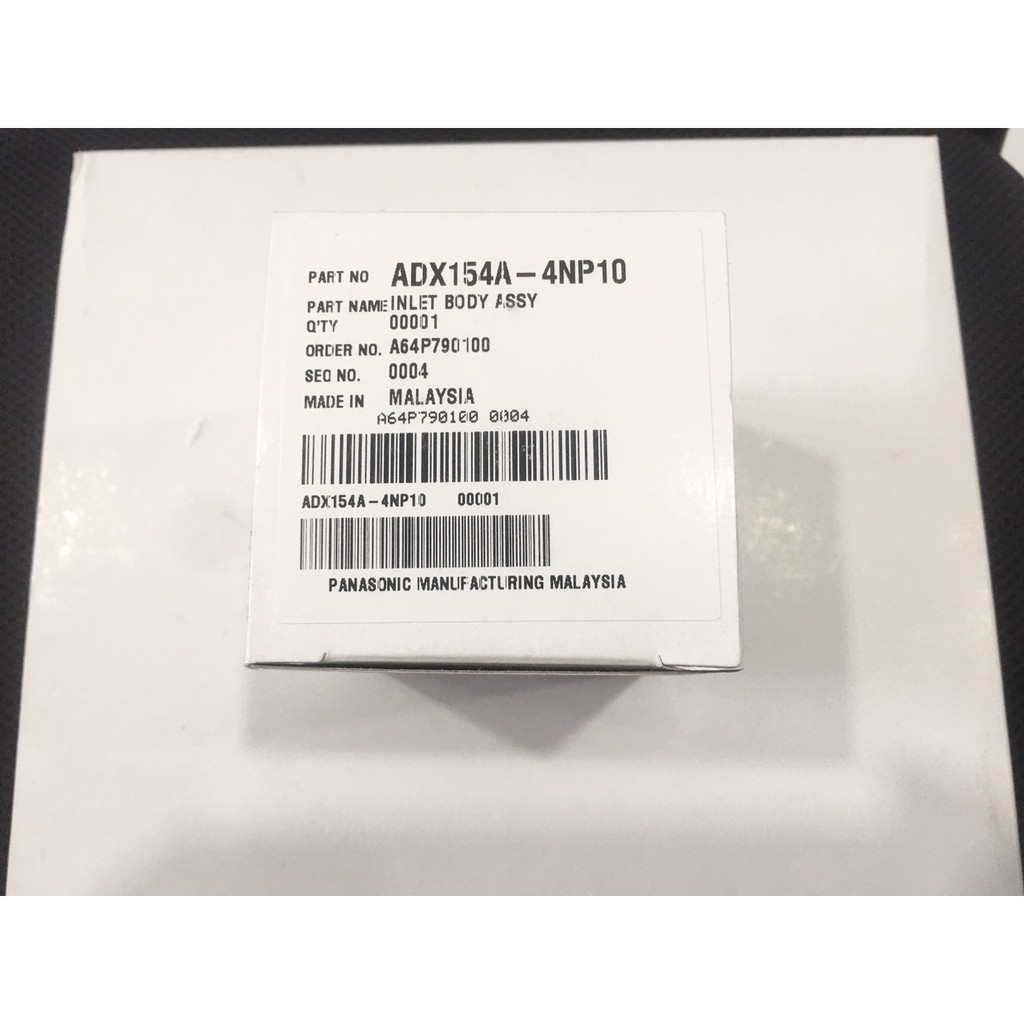 PART NO ADX154A-4NP10
PART NAME INLET BODY ASSY
Q'TY 00001
ORDER NO. A64P790100
SEQ NO. 0004
MADE IN MALAYSIA
A64P790100 0004
ADX154A-4NP10 00001
PANASONIC MANUFACTURING MALAYSIA